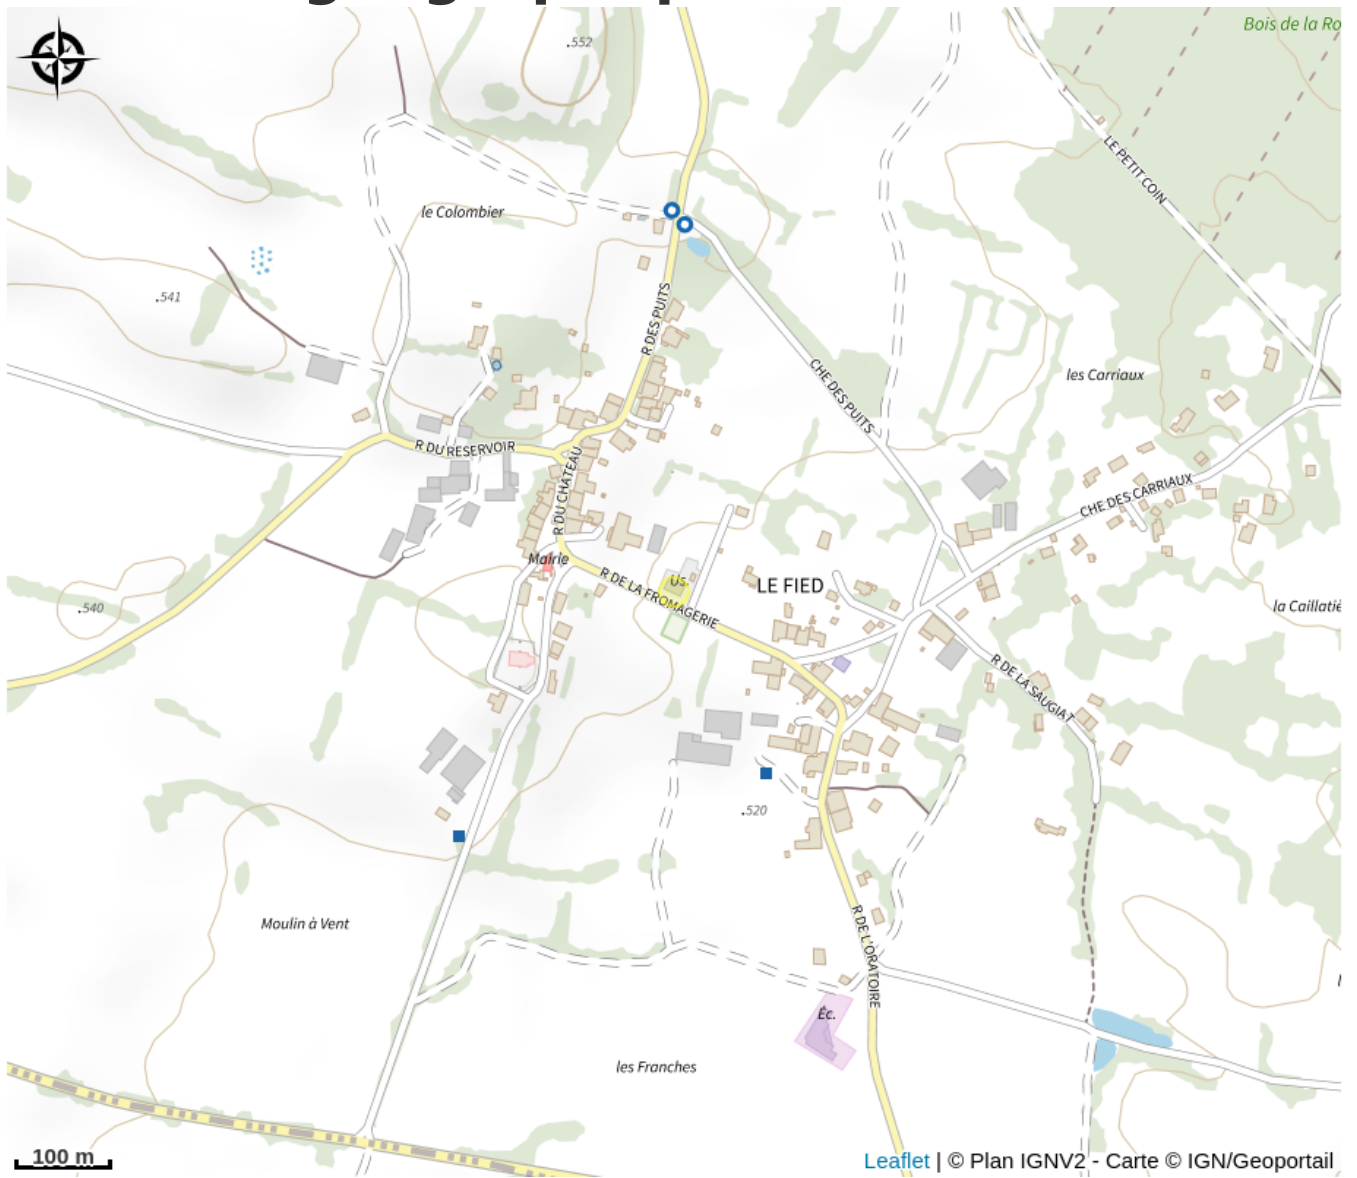 Bois de la Ro
.552
LE PETIT COIN
le Colombier
.541
R DES PUITS
CHE DES PUITS
les Carriaux
R DU RESERVOIR
R DU CHATEAU
CHE DES CARRIAUX
Mairie
US.
LE FIED
R DE LA FROMAGERIE
.540
la Caillatiè
R DE LA SAUGIAT
.520
Moulin à Vent
R DE L'ORATOIRE
Éc.
les Franches
100 m
Leaflet | © Plan IGNV2 - Carte © IGN/Geoportail